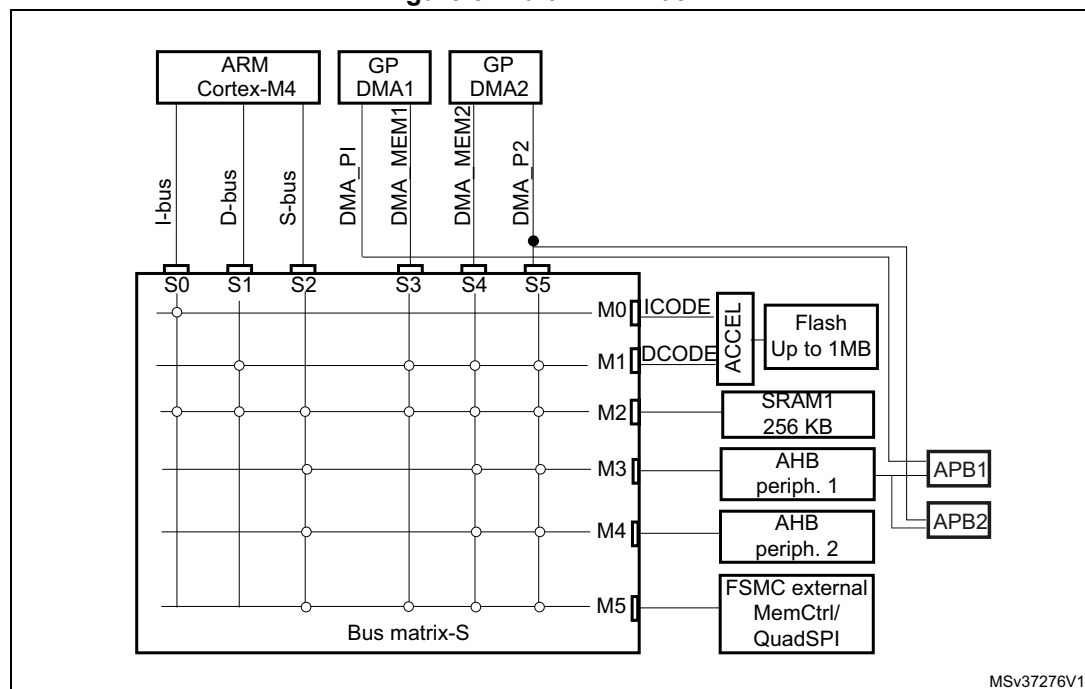 ARM
Cortex-M4
GP
DMA1
GP
DMA2
I-bus
D-bus
S-bus
DMA_PI
DMA_MEM1
DMA_MEM2
DMA_P2
S0 S1 S2 S3 S4 S5
M0 ICODE
M1 DCODE
ACCEL
Flash
Up to 1MB
M2
SRAM1
256 KB
M3
AHB
periph. 1
APB1
M4
AHB
periph. 2
APB2
M5
FSMC external
MemCtrl/
QuadSPI
Bus matrix-S
MSv37276V1